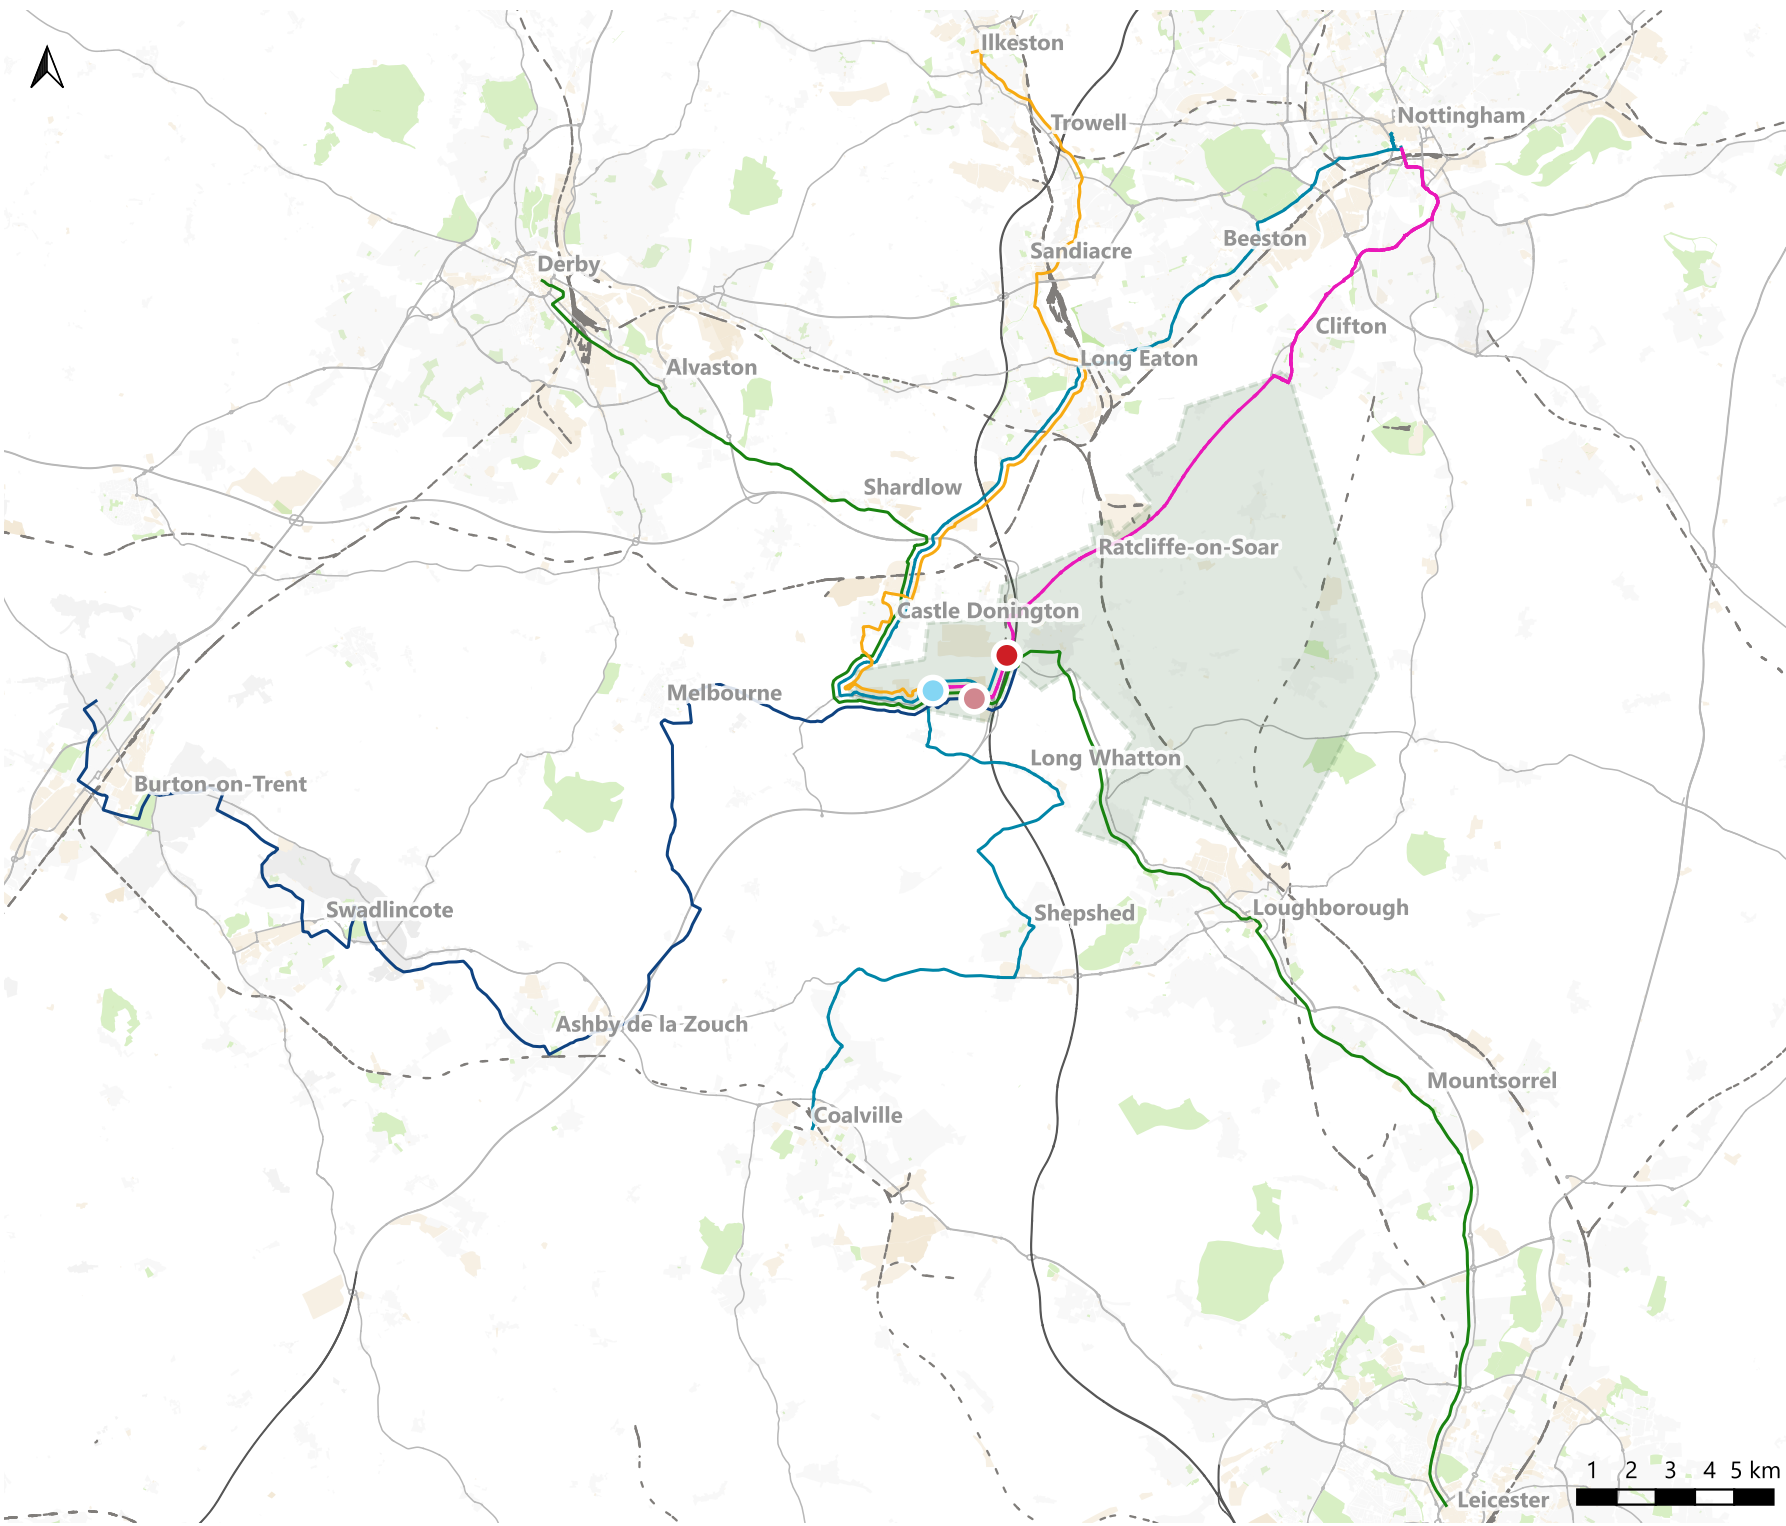 Ilkeston
Nottingham
Trowell
Beeston
Sandiacre
Derby
Clifton
Long Eaton
Alvaston
Shardlow
Ratcliffe-on-Soar
Castle Donington
Melbourne
Long Whatton
Burton-on-Trent
Loughborough
Swadlincote
Shepshed
Ashby de la Zouch
Mountsorrel
Coalville
1 2 3 4 5 km
Leicester